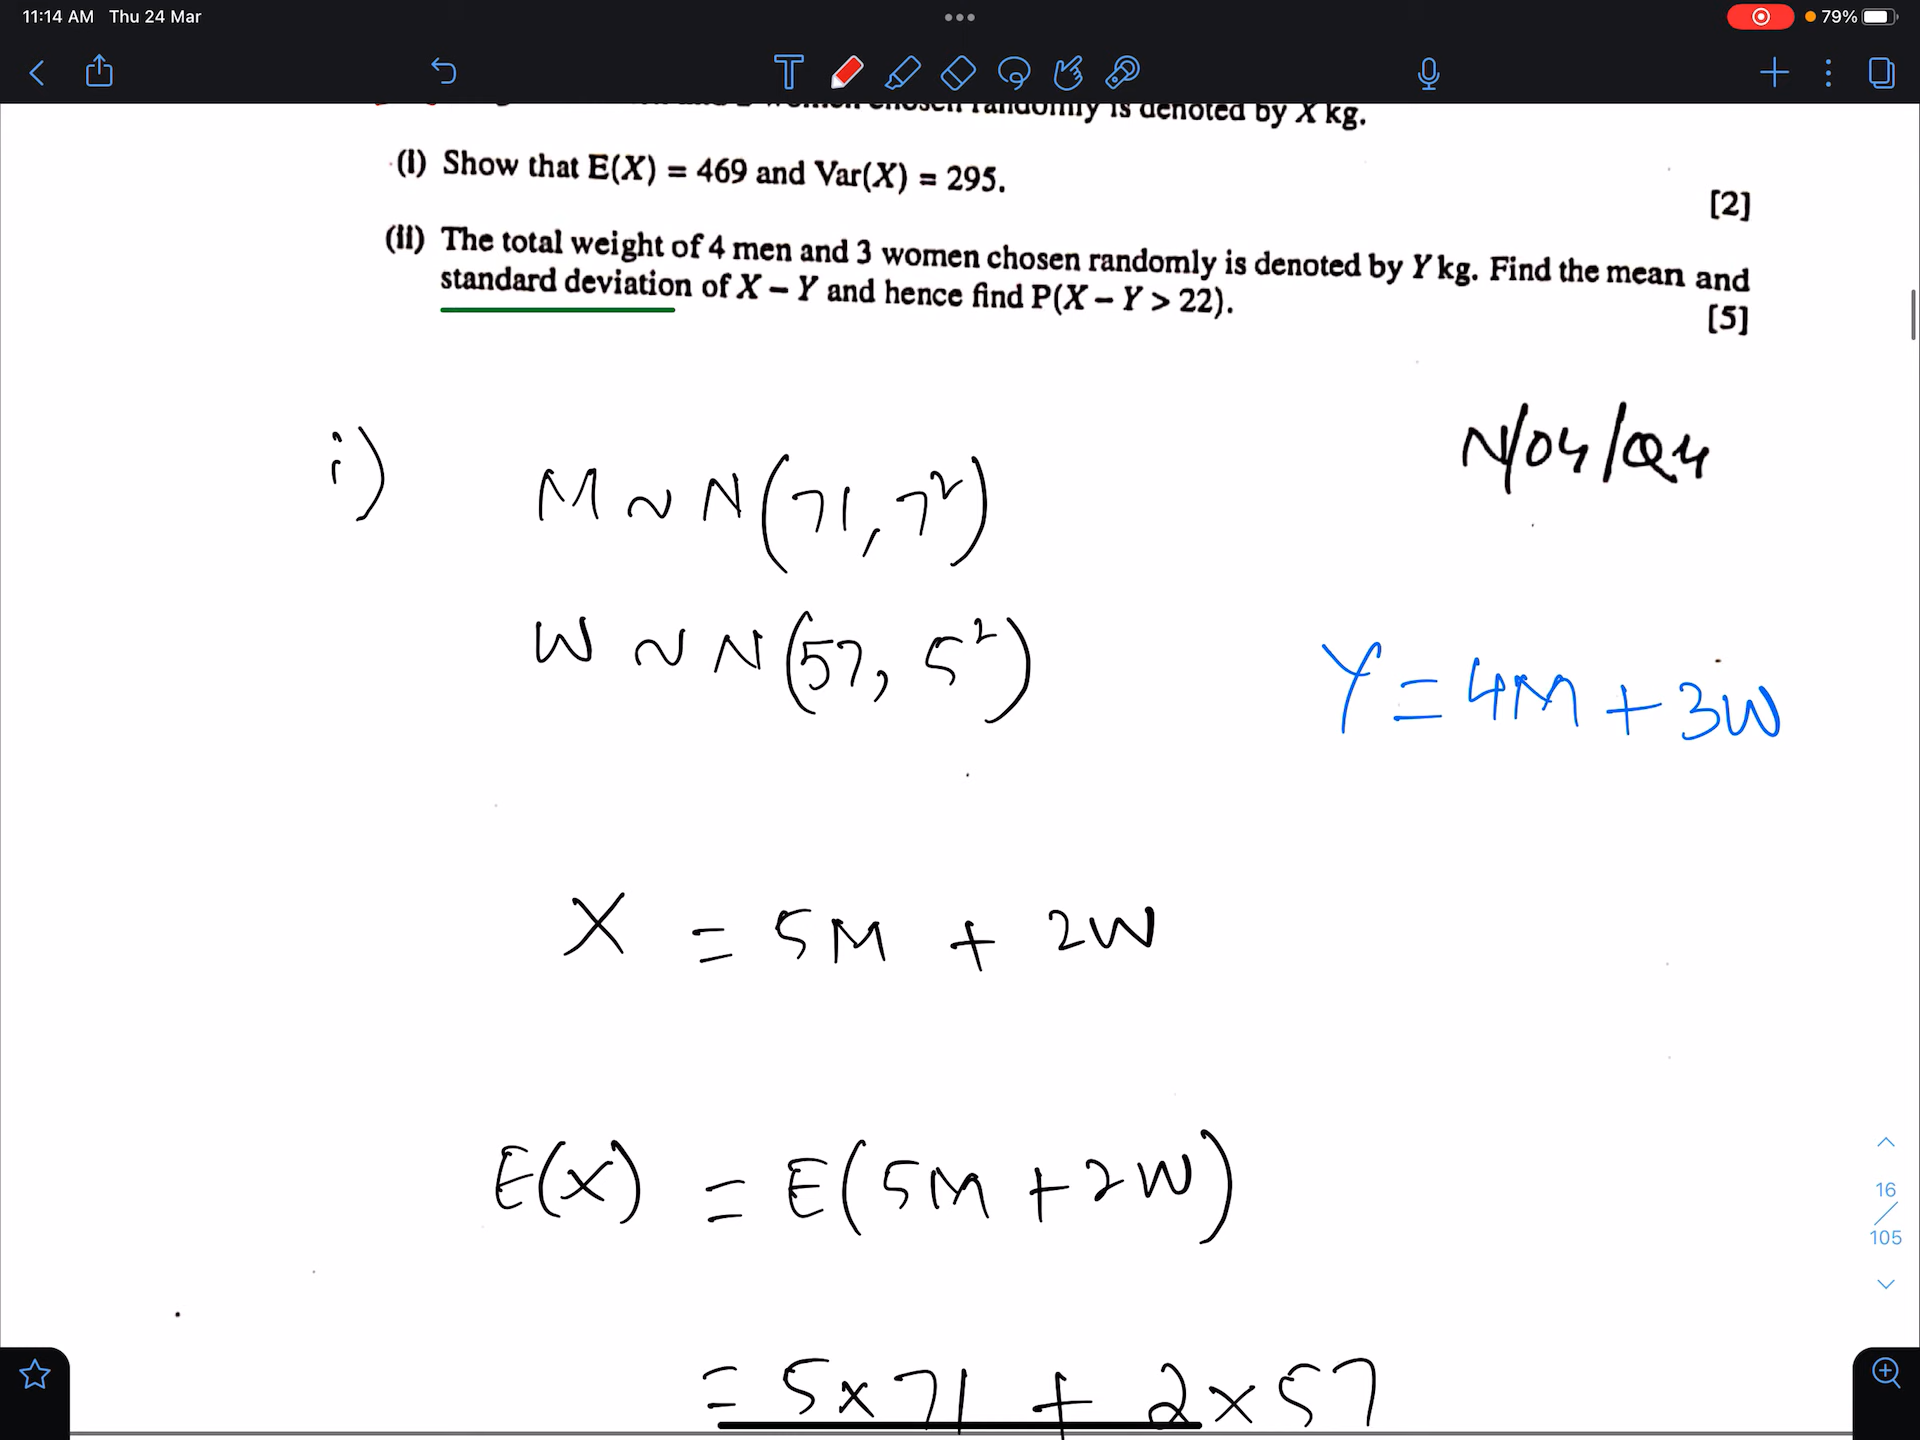 11:14 AM Thu 24 Mar
79%
chosen randomly is denoted by X kg.
(i) Show that E(X) = 469 and Var(X) = 295.
[2]
(ii) The total weight of 4 men and 3 women chosen randomly is denoted by Y kg. Find the mean and
standard deviation of X – Y and hence find P(X – Y > 22).
[5]
N/04/Q4
i) M ~ N(71, 7²)
W ~ N(57, 5²)
Y = 4M + 3W
X = 5M + 2W
E(X) = E(5M + 2W)
16
/
105
= 5 × 71 + 2 × 57